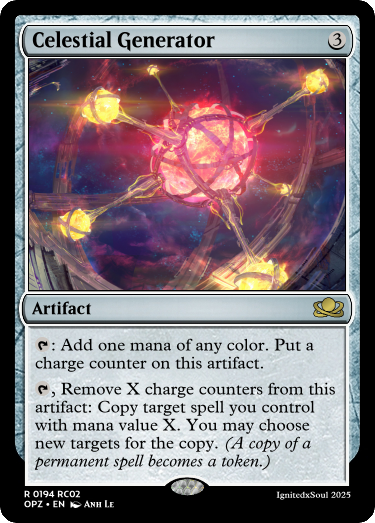 Celestial Generator 3
Artifact
: Add one mana of any color. Put a
charge counter on this artifact.
, Remove X charge counters from this
artifact: Copy target spell you control
with mana value X. You may choose
new targets for the copy. (A copy of a
permanent spell becomes a token.)
R 0194 RC02
OPZ • EN Anh Le
IgnitedxSoul 2025